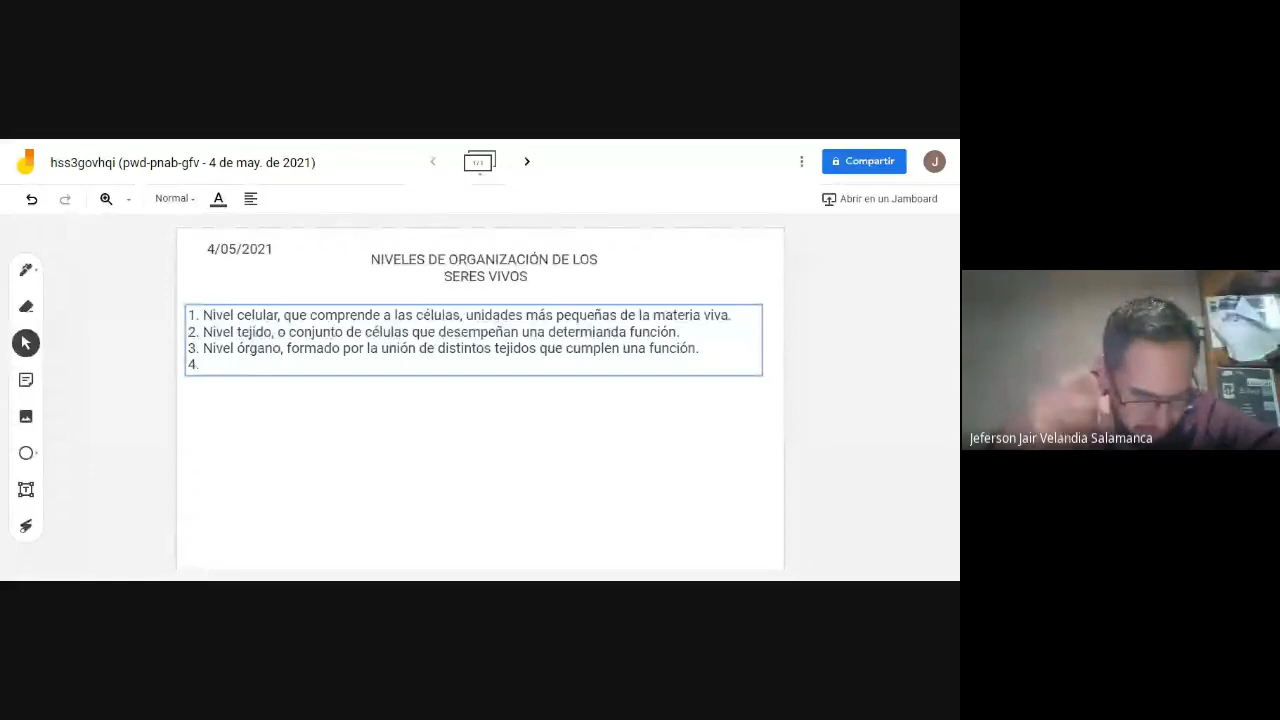 hss3govhqi (pwd-pnab-gfv - 4 de may. de 2021)
1/1
Compartir
J
Normal
A
Abrir en un Jamboard
4/05/2021
NIVELES DE ORGANIZACIÓN DE LOS
SERES VIVOS
1. Nivel celular, que comprende a las células, unidades más pequeñas de la materia viva.
2. Nivel tejido, o conjunto de células que desempeñan una determianda función.
3. Nivel órgano, formado por la unión de distintos tejidos que cumplen una función.
4.
Jeferson Jair Velandia Salamanca